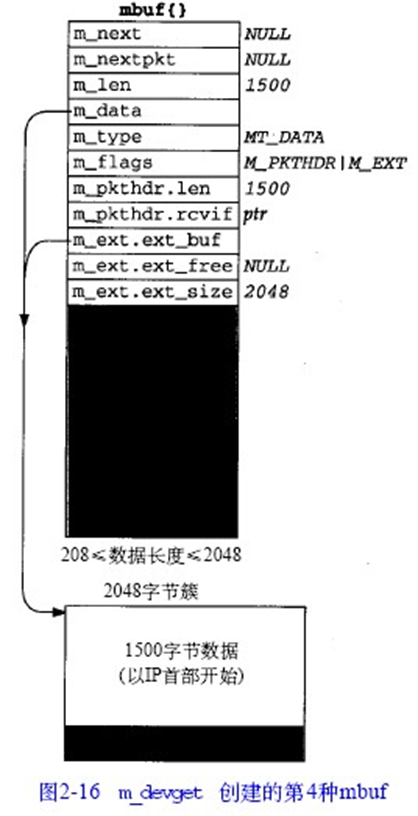 mbuf{}
m_next NULL
m_nextpkt NULL
m_len 1500
m_data
m_type MT_DATA
m_flags M_PKTHDR|M_EXT
m_pkthdr.len 1500
m_pkthdr.rcvif ptr
m_ext.ext_buf
m_ext.ext_free NULL
m_ext.ext_size 2048
208≤数据长度≤2048
2048字节簇
1500字节数据
(以IP首部开始)
图2-16 m_devget 创建的第4种mbuf